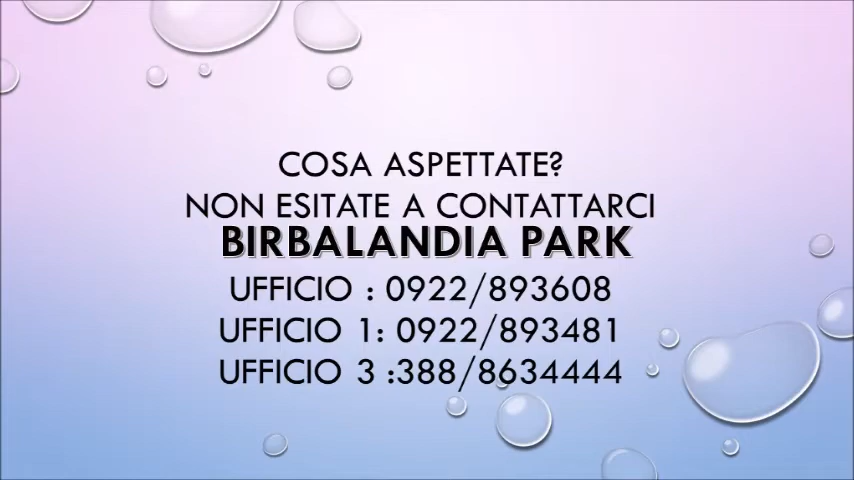 COSA ASPETTATE?
NON ESITATE A CONTATTARCI
BIRBALANDIA PARK
UFFICIO : 0922/893608
UFFICIO 1: 0922/893481
UFFICIO 3 :388/8634444